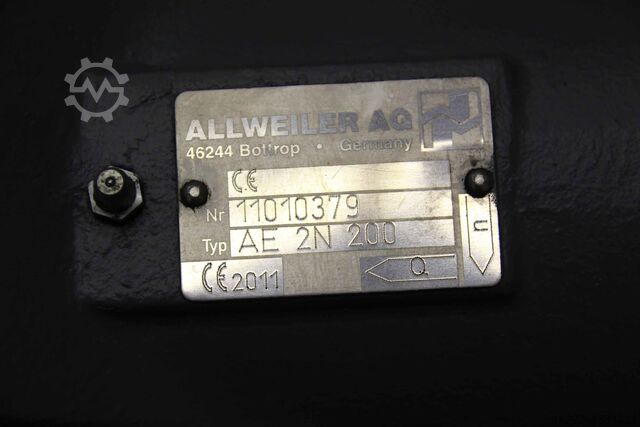 ALLWEILER AG
46244 Bottrop • Germany
CE
Nr 11010379
Typ AE 2N 200
n
CE 2011
Q